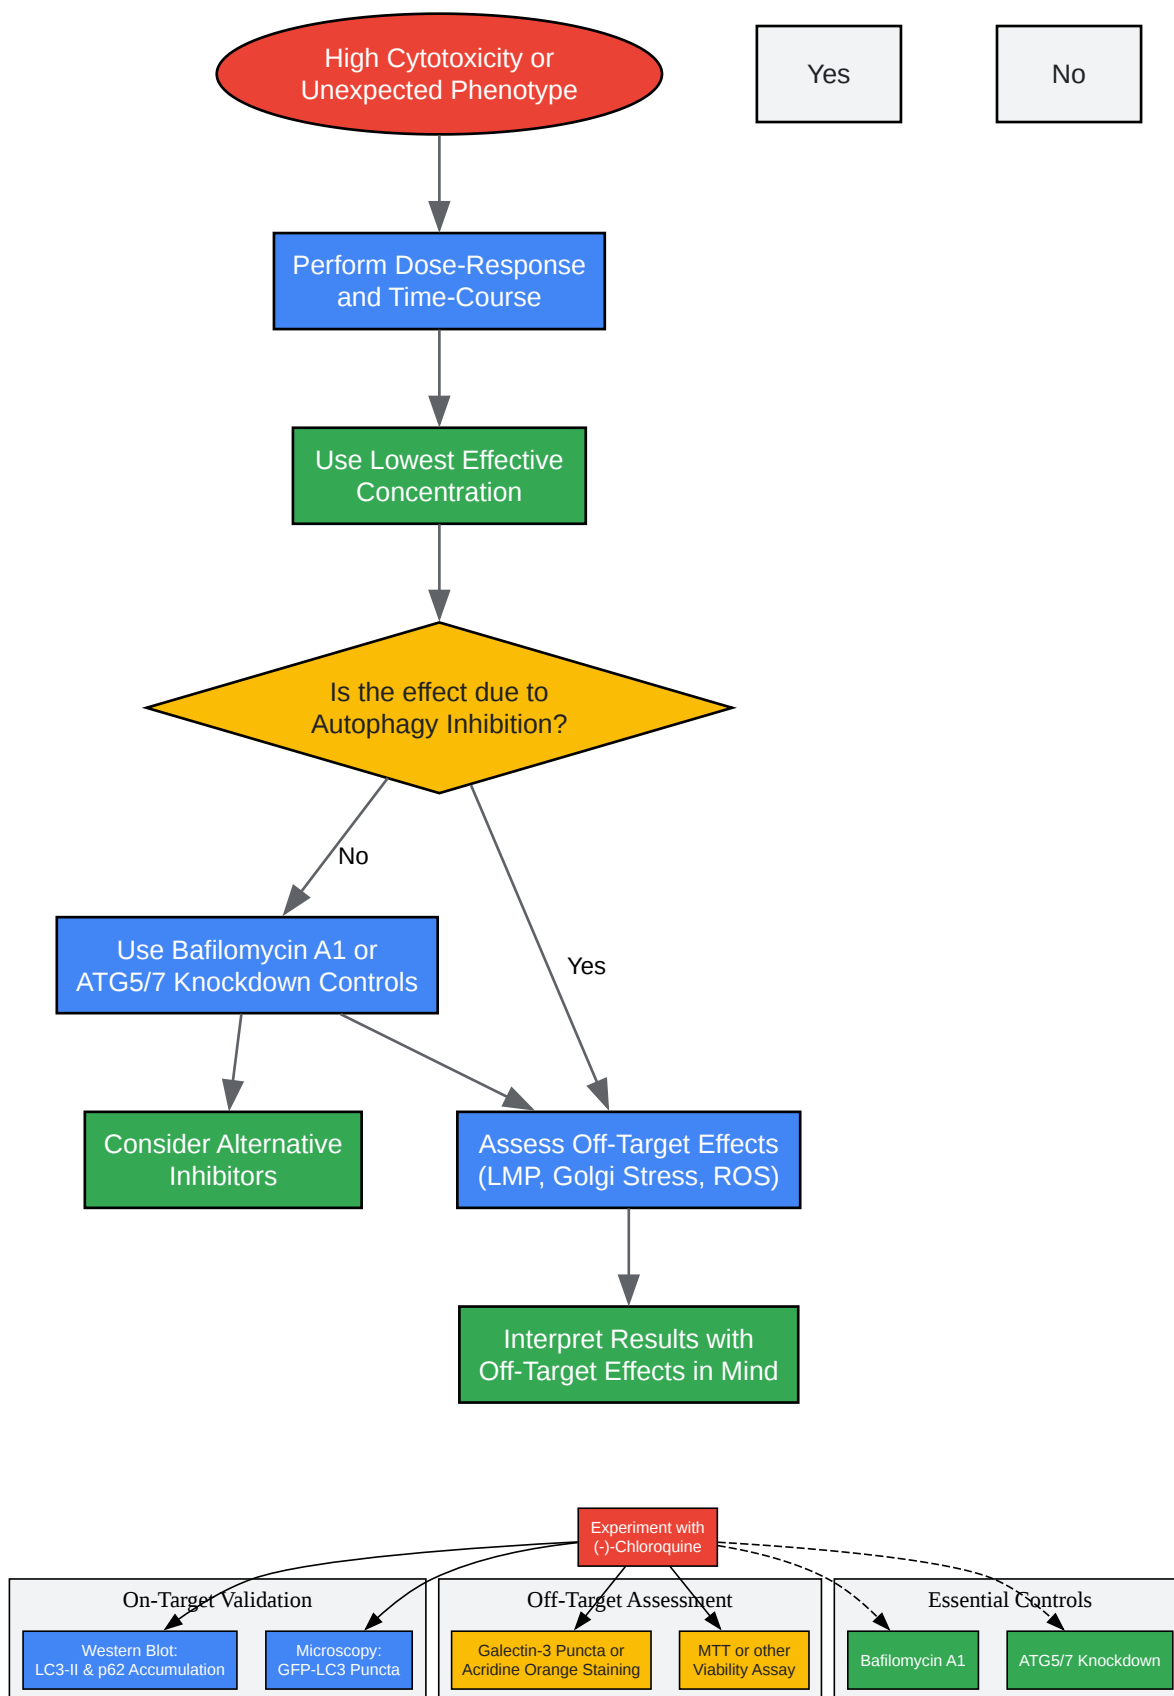 High Cytotoxicity or
Unexpected Phenotype
Yes
No
Perform Dose-Response
and Time-Course
Use Lowest Effective
Concentration
Is the effect due to
Autophagy Inhibition?
No
Yes
Use Bafilomycin A1 or
ATG5/7 Knockdown Controls
Consider Alternative
Inhibitors
Assess Off-Target Effects
(LMP, Golgi Stress, ROS)
Interpret Results with
Off-Target Effects in Mind
Experiment with
(-)-Chloroquine
On-Target Validation
Western Blot:
LC3-II & p62 Accumulation
Microscopy:
GFP-LC3 Puncta
Off-Target Assessment
Galectin-3 Puncta or
Acridine Orange Staining
MTT or other
Viability Assay
Essential Controls
Bafilomycin A1
ATG5/7 Knockdown